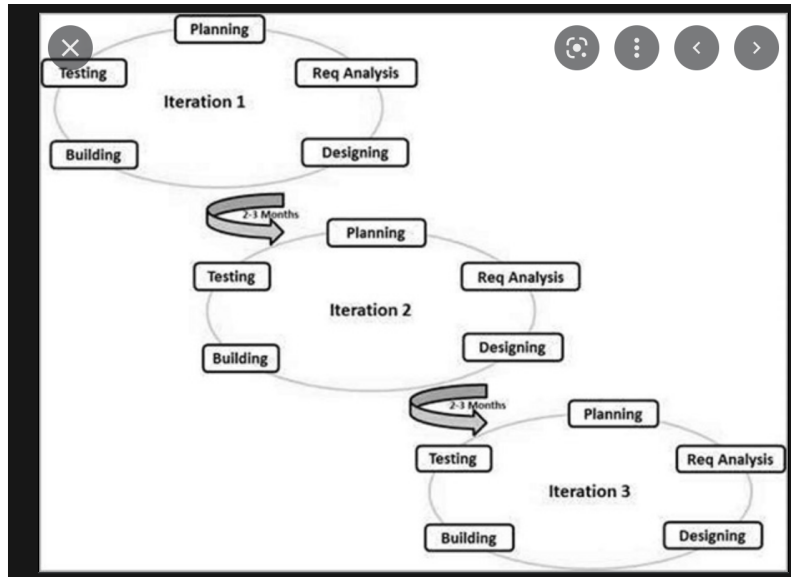 Planning
Testing
Req Analysis
Iteration 1
Building
Designing
2-3 Months
Planning
Testing
Req Analysis
Iteration 2
Building
Designing
2-3 Months
Planning
Testing
Req Analysis
Iteration 3
Building
Designing